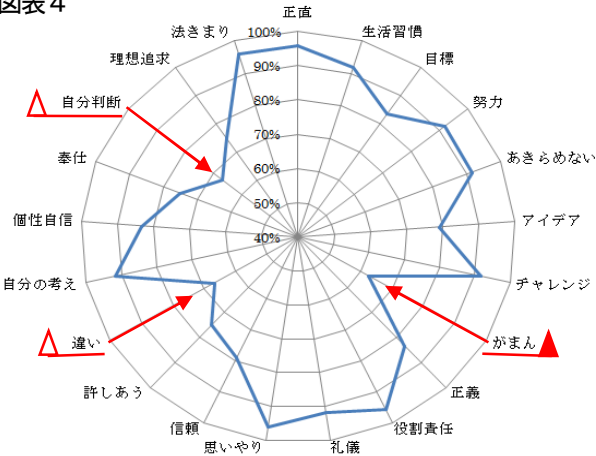 図表４
正直
生活習慣
目標
努力
あきらめない
アイデア
チャレンジ
がまん
正義
役割責任
礼儀
思いやり
信頼
許しあう
違い
自分の考え
個性自信
奉仕
自分判断
理想追求
法きまり
100%
90%
80%
70%
60%
50%
40%